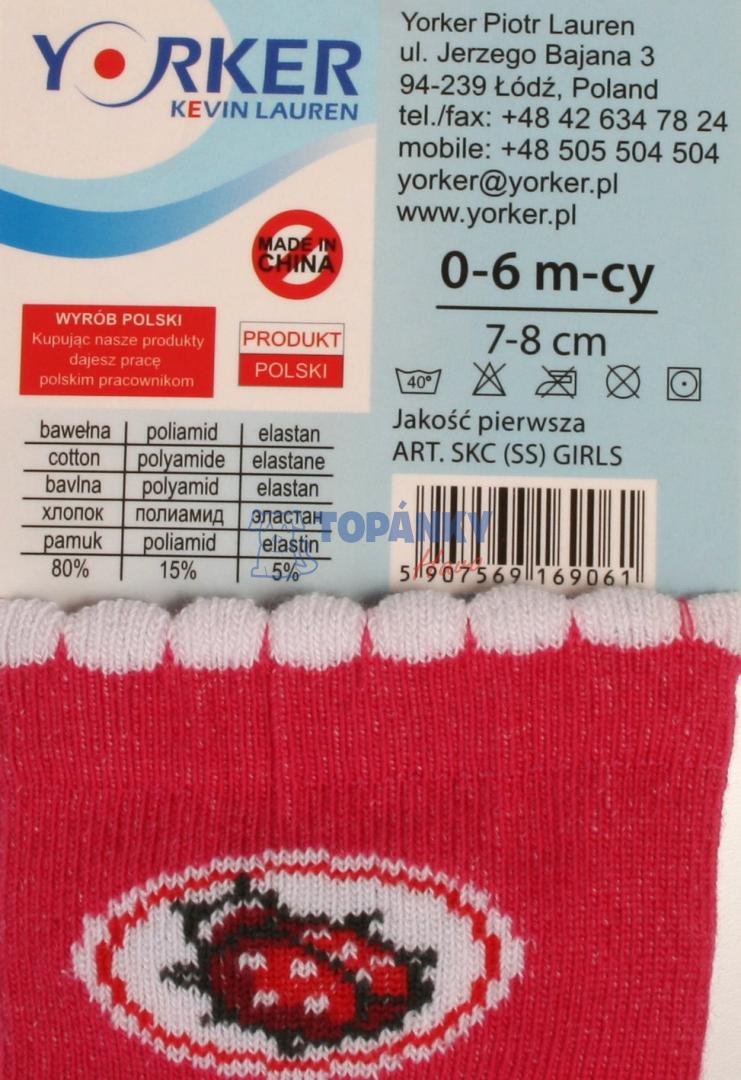 YORKER
KEVIN LAUREN
MADE IN
CHINA
WYRÓB POLSKI
Kupując nasze produkty
dajesz pracę
polskim pracownikom
PRODUKT
POLSKI
bawełna poliamid elastan
cotton polyamide elastane
bavlna polyamid elastan
хлопок полиамид эластан
pamuk poliamid elastin
80% 15% 5%
Yorker Piotr Lauren
ul. Jerzego Bajana 3
94-239 Łódź, Poland
tel./fax: +48 42 634 78 24
mobile: +48 505 504 504
yorker@yorker.pl
www.yorker.pl
0-6 m-cy
7-8 cm
40°
Jakość pierwsza
ART. SKC (SS) GIRLS
5 907569 169061
TOPÁNKY